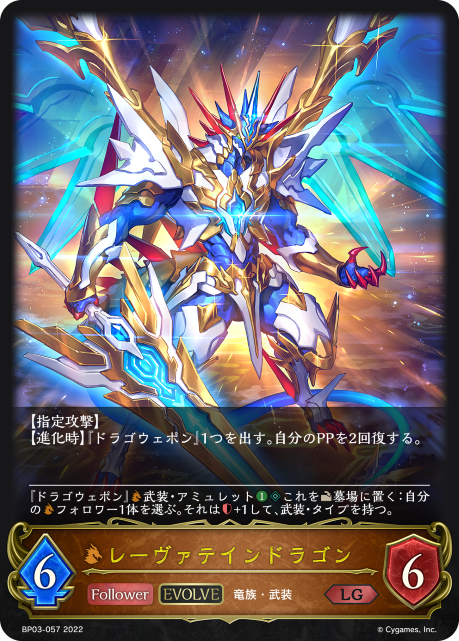 【指定攻撃】
【進化時】『ドラゴウェポン』1つを出す。自分のPPを2回復する。
『ドラゴウェポン』武装・アミュレット1これを墓場に置く:自分
のフォロワー1体を選ぶ。それは+1して、武装・タイプを持つ。
レーヴァテインドラゴン
6
Follower EVOLVE 竜族・武装 LG
6
BP03-057 2022
© Cygames, Inc.